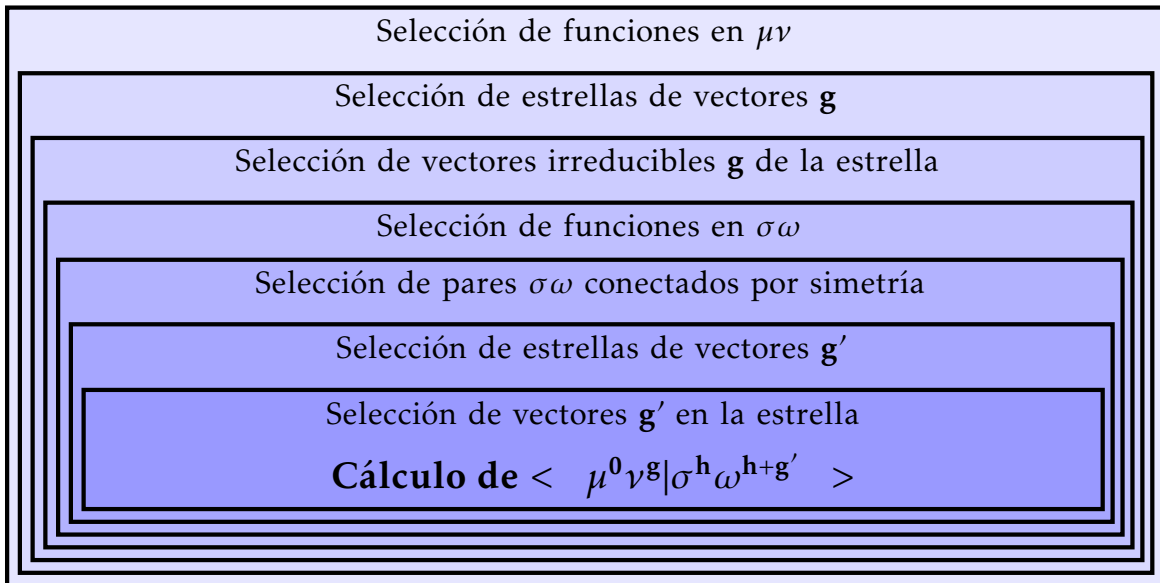 Selección de funciones en μν
Selección de estrellas de vectores g
Selección de vectores irreducibles g de la estrella
Selección de funciones en σω
Selección de pares σω conectados por simetría
Selección de estrellas de vectores g′
Selección de vectores g′ en la estrella
Cálculo de < μ⁰νᵍ|σʰωʰ⁺ᵍ′ >